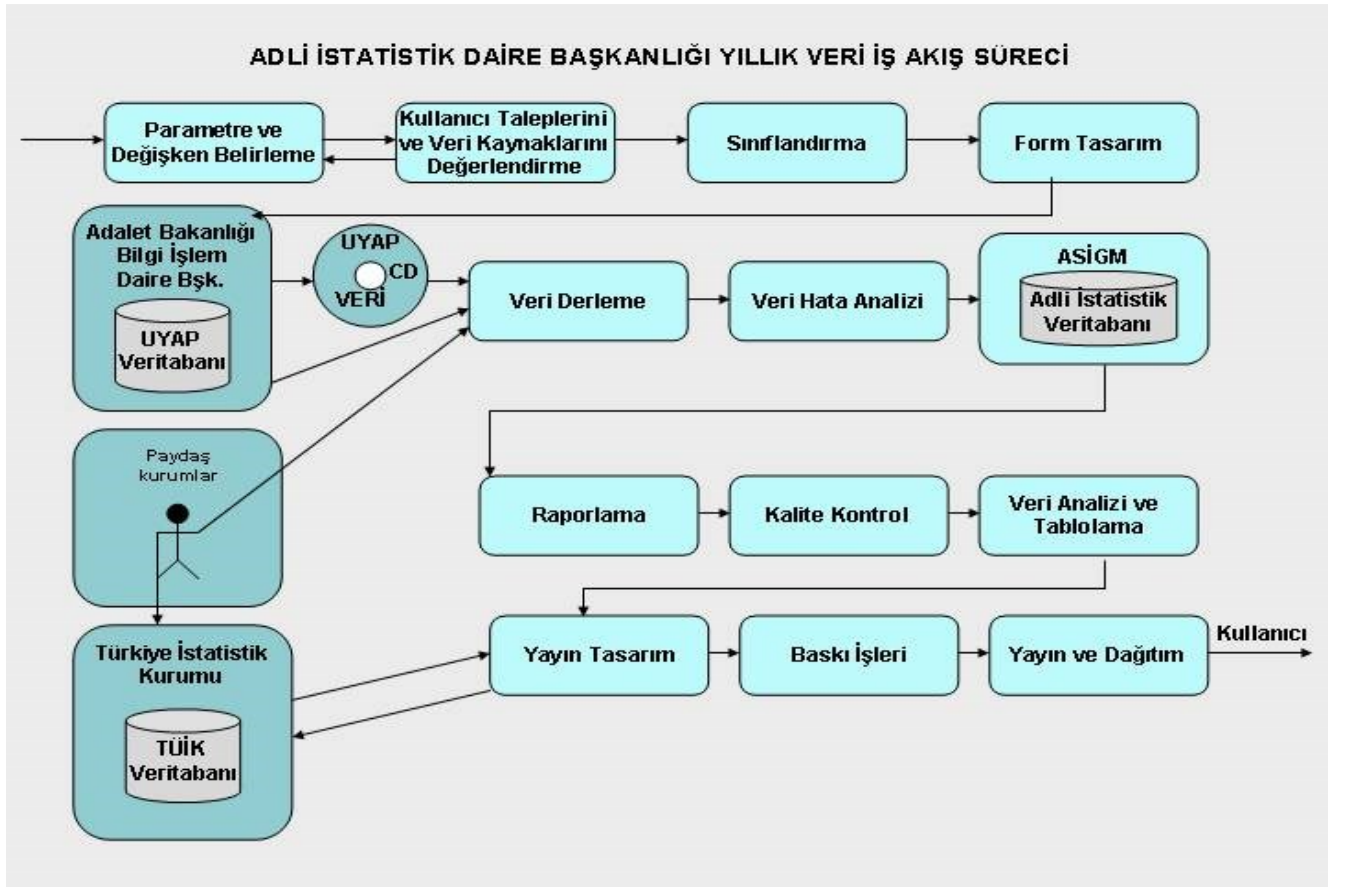 ADLİ İSTATİSTİK DAİRE BAŞKANLIĞI YILLIK VERİ İŞ AKIŞ SÜRECİ
Parametre ve
Değişken Belirleme
Kullanıcı Taleplerini
ve Veri Kaynaklarını
Değerlendirme
Sınıflandırma
Form Tasarım
Adalet Bakanlığı
Bilgi İşlem
Daire Bşk.
UYAP
Veritabanı
UYAP
CD
VERİ
Veri Derleme
Veri Hata Analizi
ASİGM
Adli İstatistik
Veritabanı
Paydaş
kurumlar
Raporlama
Kalite Kontrol
Veri Analizi ve
Tablolama
Türkiye İstatistik
Kurumu
TÜİK
Veritabanı
Yayın Tasarım
Baskı İşleri
Yayın ve Dağıtım
Kullanıcı